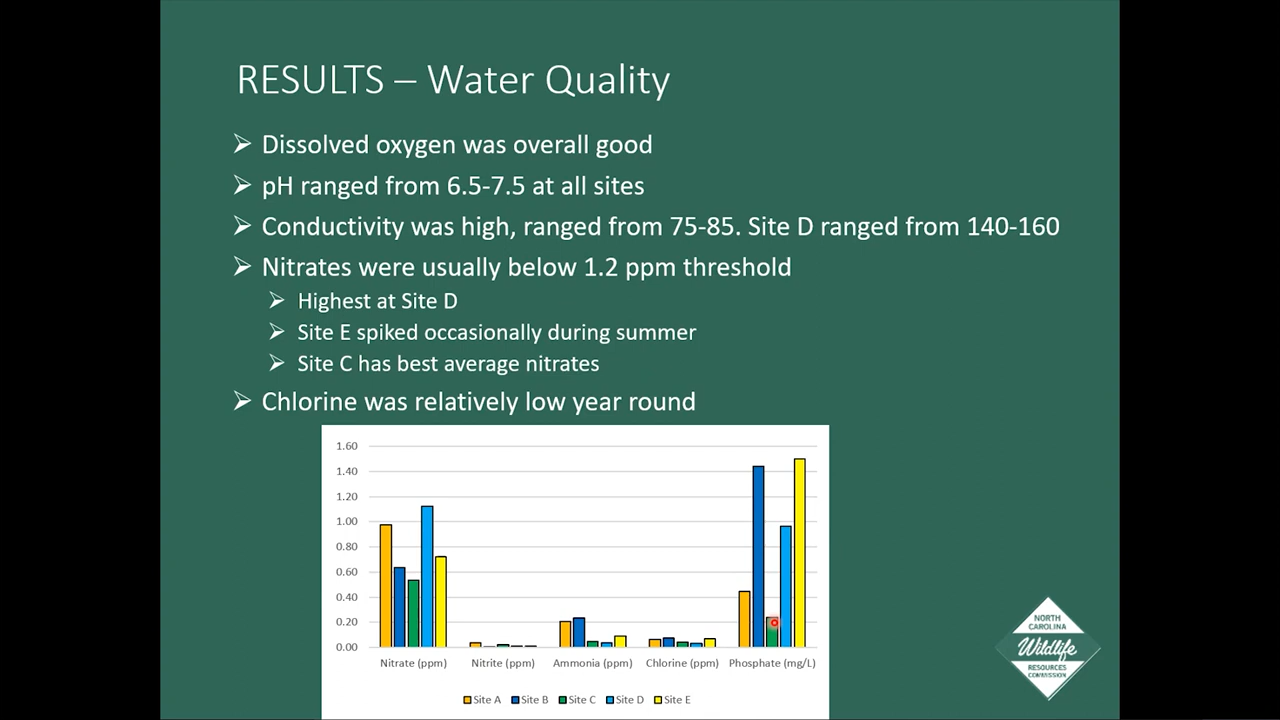 RESULTS – Water Quality
Dissolved oxygen was overall good
pH ranged from 6.5-7.5 at all sites
Conductivity was high, ranged from 75-85. Site D ranged from 140-160
Nitrates were usually below 1.2 ppm threshold
Highest at Site D
Site E spiked occasionally during summer
Site C has best average nitrates
Chlorine was relatively low year round
1.60
1.40
1.20
1.00
0.80
0.60
0.40
0.20
0.00
Nitrate (ppm) Nitrite (ppm) Ammonia (ppm) Chlorine (ppm) Phosphate (mg/L)
Site A Site B Site C Site D Site E
NORTH
CAROLINA
Wildlife
RESOURCES
COMMISSION